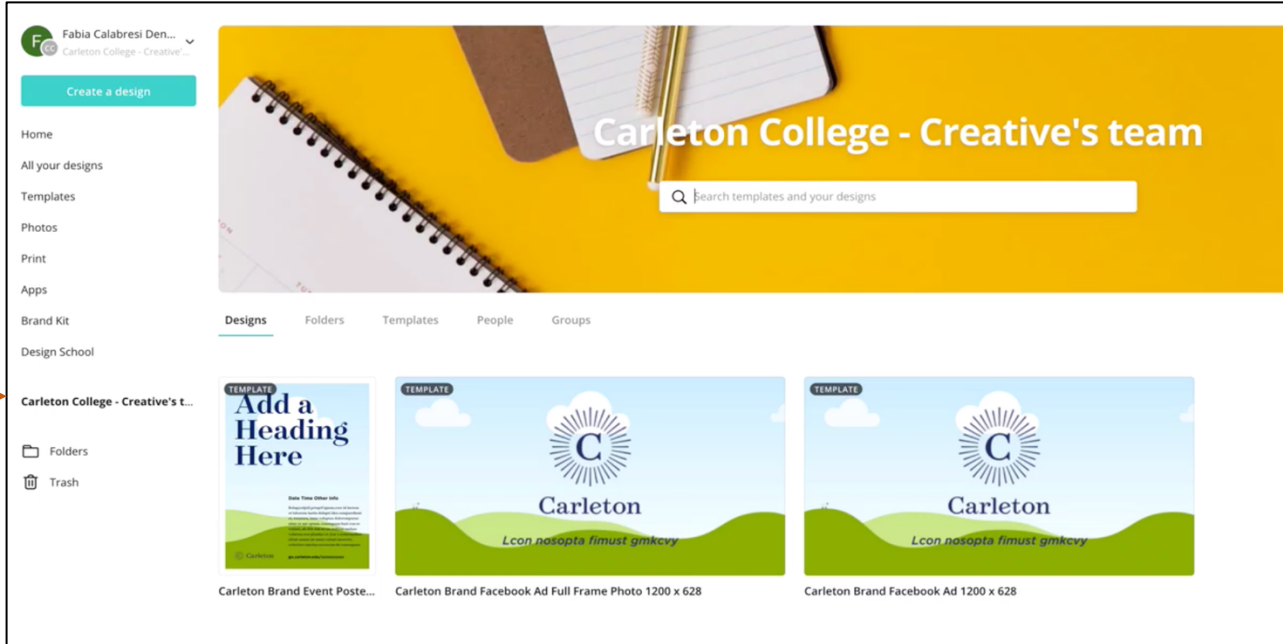 F
CC
Fabia Calabresi Den...
Carleton College - Creative'...
Create a design
Home
All your designs
Templates
Photos
Print
Apps
Brand Kit
Design School
Carleton College - Creative's t...
Folders
Trash
Carleton College - Creative's team
Search templates and your designs
Designs
Folders
Templates
People
Groups
TEMPLATE
Add a
Heading
Here
Date Time Other Info
Carleton
Carleton Brand Event Poste...
TEMPLATE
C
Carleton
Lcon nosopta fimust gmkcvy
Carleton Brand Facebook Ad Full Frame Photo 1200 x 628
TEMPLATE
C
Carleton
Lcon nosopta fimust gmkcvy
Carleton Brand Facebook Ad 1200 x 628